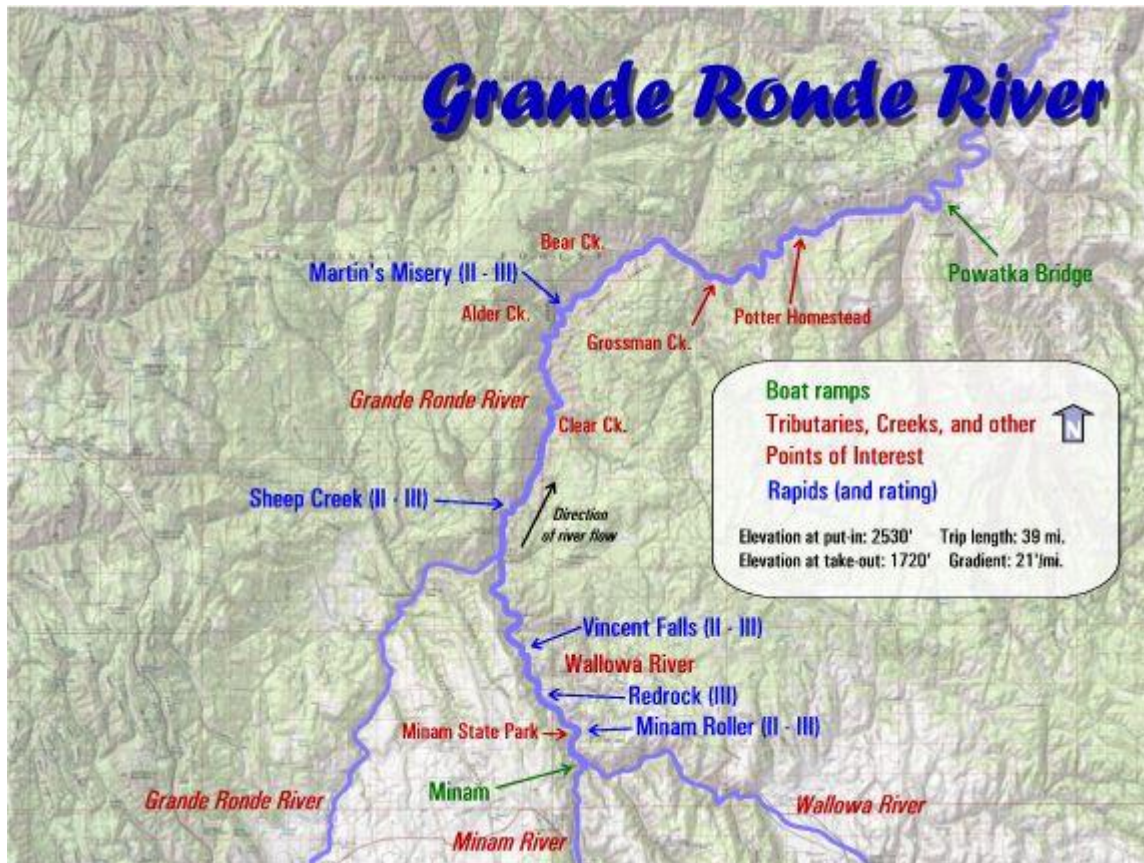 Grande Ronde River
Bear Ck.
Martin's Misery (II - III)
Powatka Bridge
Alder Ck.
Potter Homestead
Grossman Ck.
Grande Ronde River
Clear Ck.
Boat ramps
Tributaries, Creeks, and other
Points of Interest
N
Rapids (and rating)
Elevation at put-in: 2530' Trip length: 39 mi.
Elevation at take-out: 1720' Gradient: 21'/mi.
Sheep Creek (II - III)
Direction
of river flow
Vincent Falls (II - III)
Wallowa River
Redrock (III)
Minam State Park
Minam Roller (II - III)
Minam
Grande Ronde River
Wallowa River
Minam River